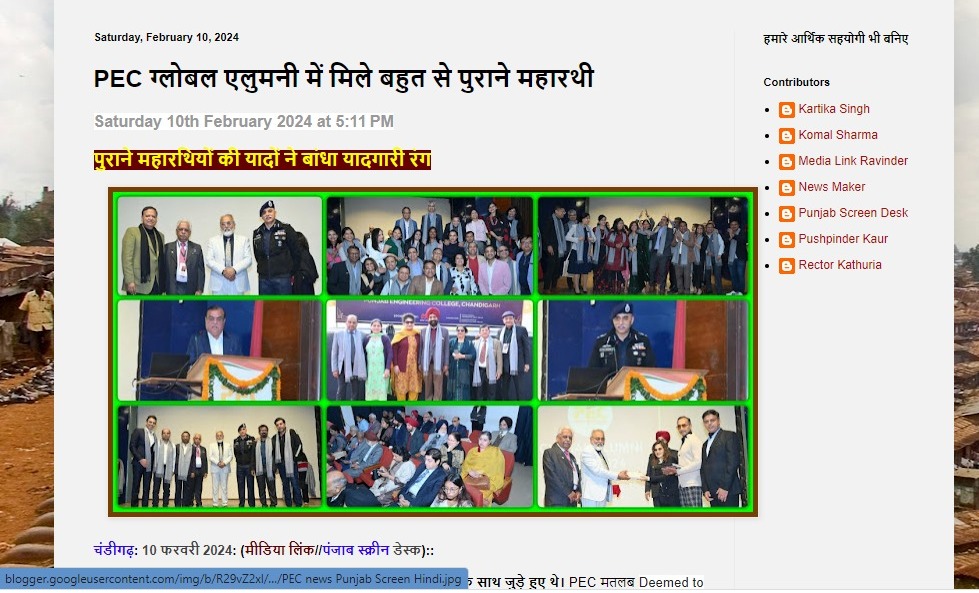 Saturday, February 10, 2024
PEC ग्लोबल एलुमनी में मिले बहुत से पुराने महारथी
Saturday 10th February 2024 at 5:11 PM
पुराने महारथियों की यादों ने बांधा यादगारी रंग
PUNJAB ENGINEERING COLLEGE, CHANDIGARH
PEC
चंडीगढ़: 10 फरवरी 2024: (मीडिया लिंक//पंजाब स्क्रीन डेस्क)::
के साथ जुड़े हुए थे। PEC मतलब Deemed to
blogger.googleusercontent.com/img/b/R29vZ2xl/.../PEC news Punjab Screen Hindi.jpg
हमारे आर्थिक सहयोगी भी बनिए
Contributors
Kartika Singh
Komal Sharma
Media Link Ravinder
News Maker
Punjab Screen Desk
Pushpinder Kaur
Rector Kathuria